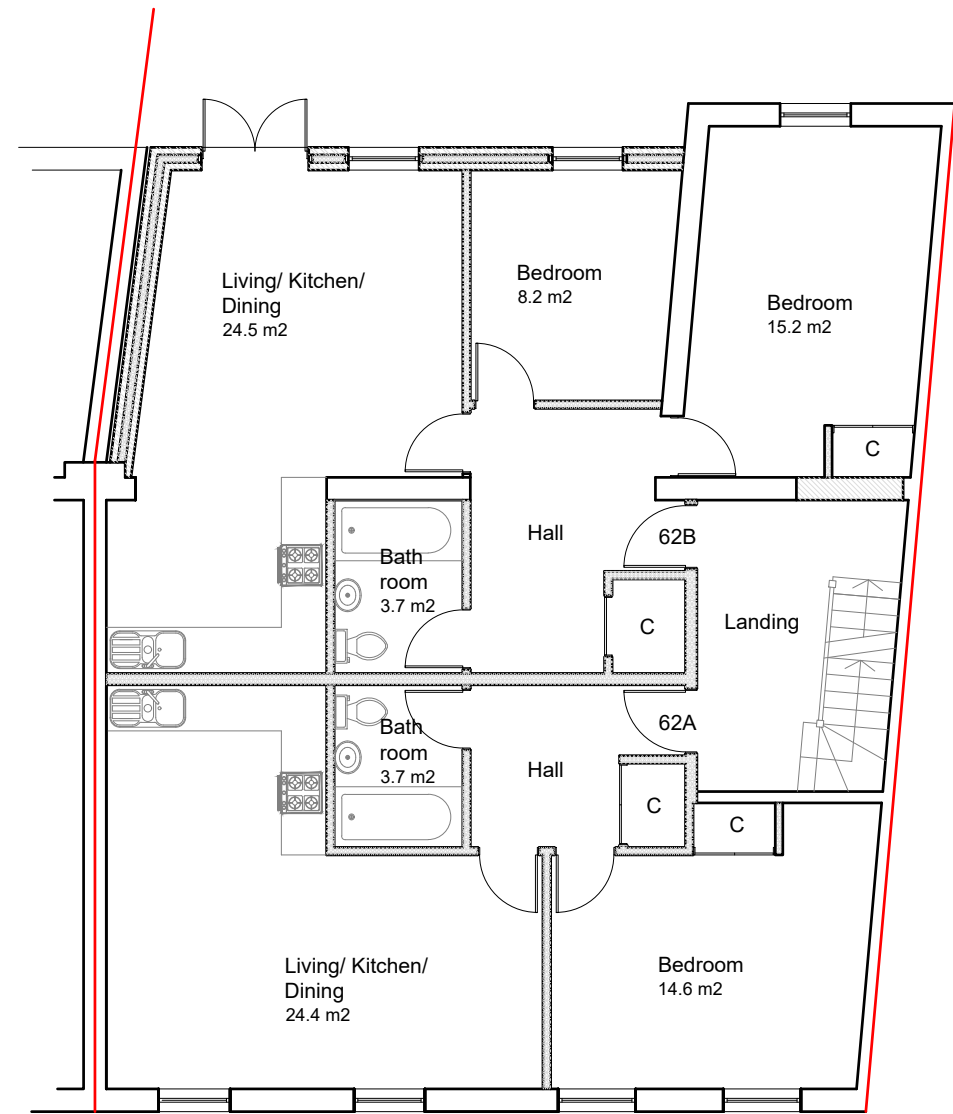 Living/ Kitchen/
Dining
24.5 m2
Bedroom
8.2 m2
Bedroom
15.2 m2
C
Bath
room
3.7 m2
Hall
62B
C
Landing
Bath
room
3.7 m2
Hall
62A
C
C
Living/ Kitchen/
Dining
24.4 m2
Bedroom
14.6 m2